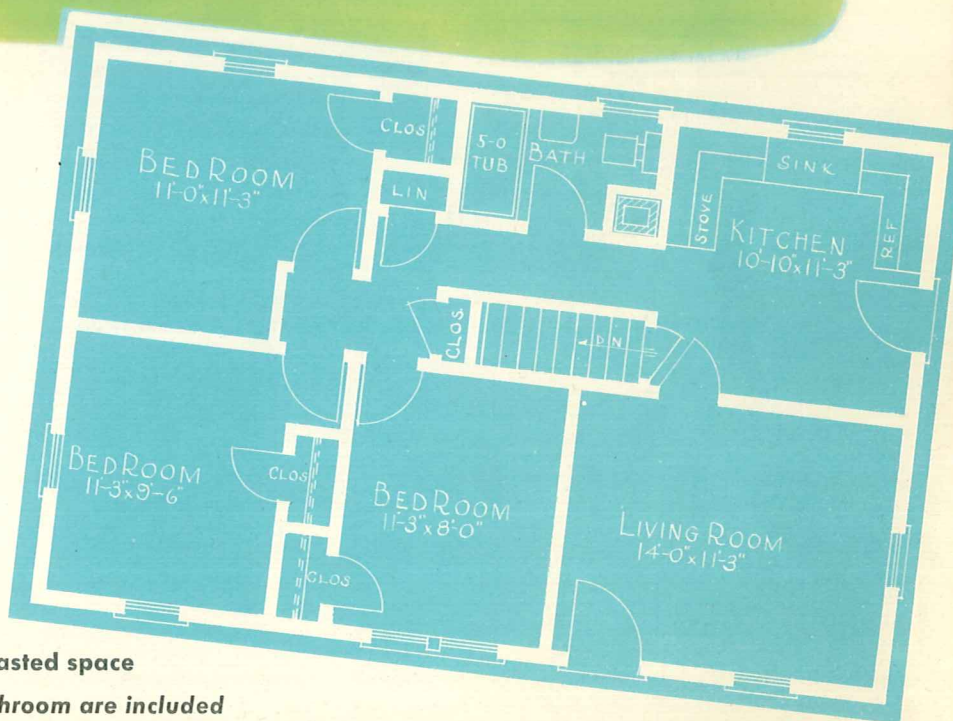 CLOS
5-0
TUB
BATH
SINK
BEDROOM
11'-0"x11'-3"
LIN
STOVE
KITCHEN
10'-10"x11'-3"
REF
CLOS
DN
BEDROOM
11'-3"x9'-6"
CLOS
BEDROOM
11'-3"x8'-0"
LIVING ROOM
14'-0"x11'-3"
CLOS
asted space
hroom are included